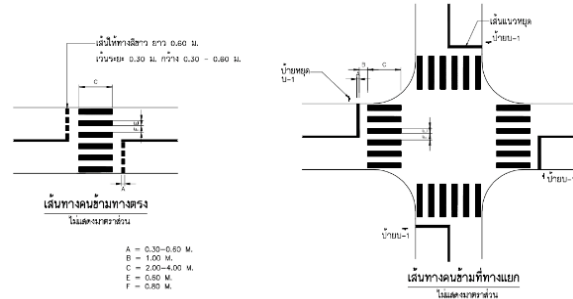 เส้นให้ทางสีขาว ยาว 0.60 ม.
เว้นระยะ 0.30 ม. กว้าง 0.30 - 0.60 ม.
C
E
F
A
เส้นทางคนข้ามทางตรง
ไม่แสดงมาตราส่วน
A = 0.30-0.60 M.
B = 1.00 M.
C = 2.00-4.00 M.
E = 0.60 M.
F = 0.80 M.
เส้นแนวหยุด
ป้ายบ-1
B
C
ป้ายหยุด
บ-1
E
F
ป้ายบ-1
ป้ายบ-1
เส้นทางคนข้ามที่ทางแยก
ไม่แสดงมาตราส่วน